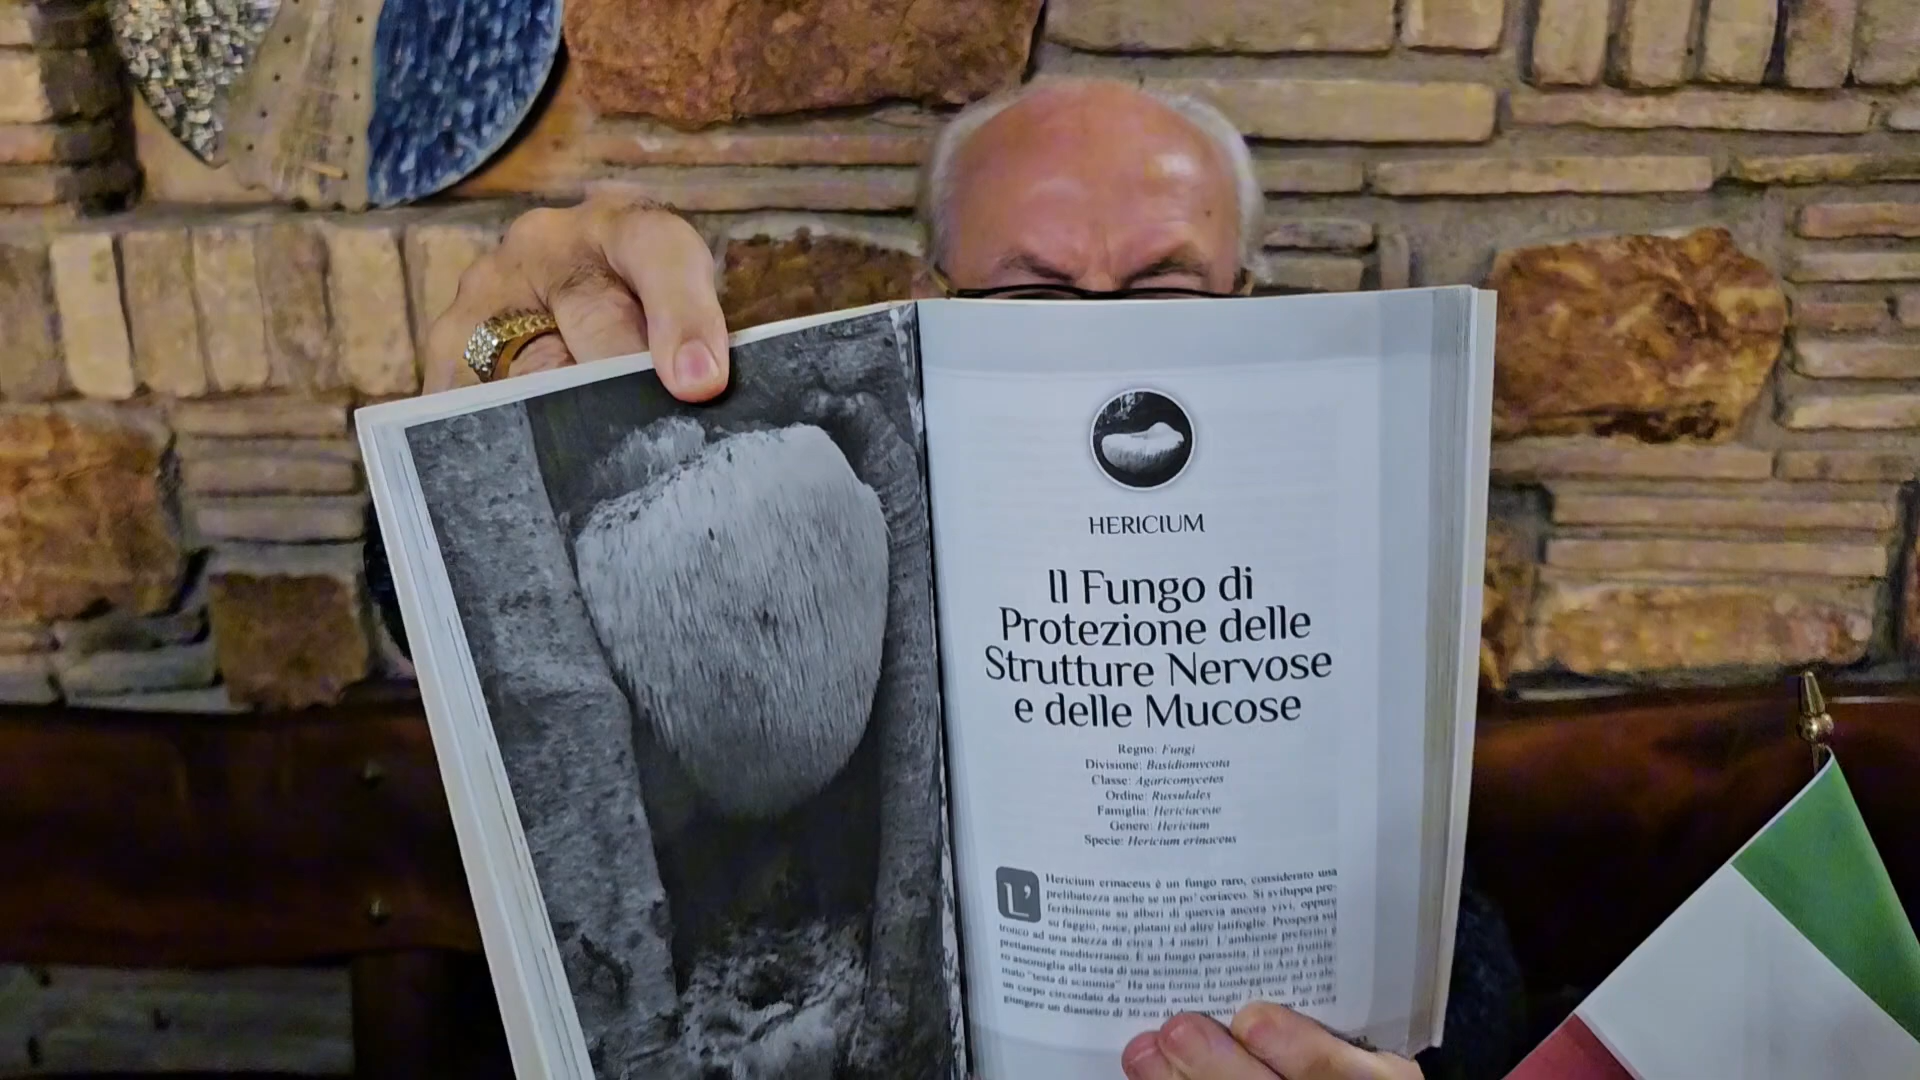 HERICIUM
Il Fungo di
Protezione delle
Strutture Nervose
e delle Mucose
Regno: Fungi
Divisione: Basidiomycota
Classe: Agaricomycetes
Ordine: Russulales
Famiglia: Hericiaceae
Genere: Hericium
Specie: Hericium erinaceus
L' Hericium erinaceus è un fungo raro, considerato una
prelibatezza anche se un po' coriaceo. Si sviluppa pre-
feribilmente su alberi di quercia ancora vivi, oppure
su faggio, noce, platani ed altre latifoglie. Prospera sul
tronco ad una altezza di circa 3-4 metri. L'ambiente preferito è
prettamente mediterraneo. È un fungo parassita, il corpo fruttife-
ro assomiglia alla testa di una scimmia, per questo in Asia è chia-
mato "testa di scimmia". Ha una forma da tondeggiante ad ovale,
un corpo circondato da morbidi aculei lunghi 2-3 cm. Può rag-
giungere un diametro di 30 cm di di circa